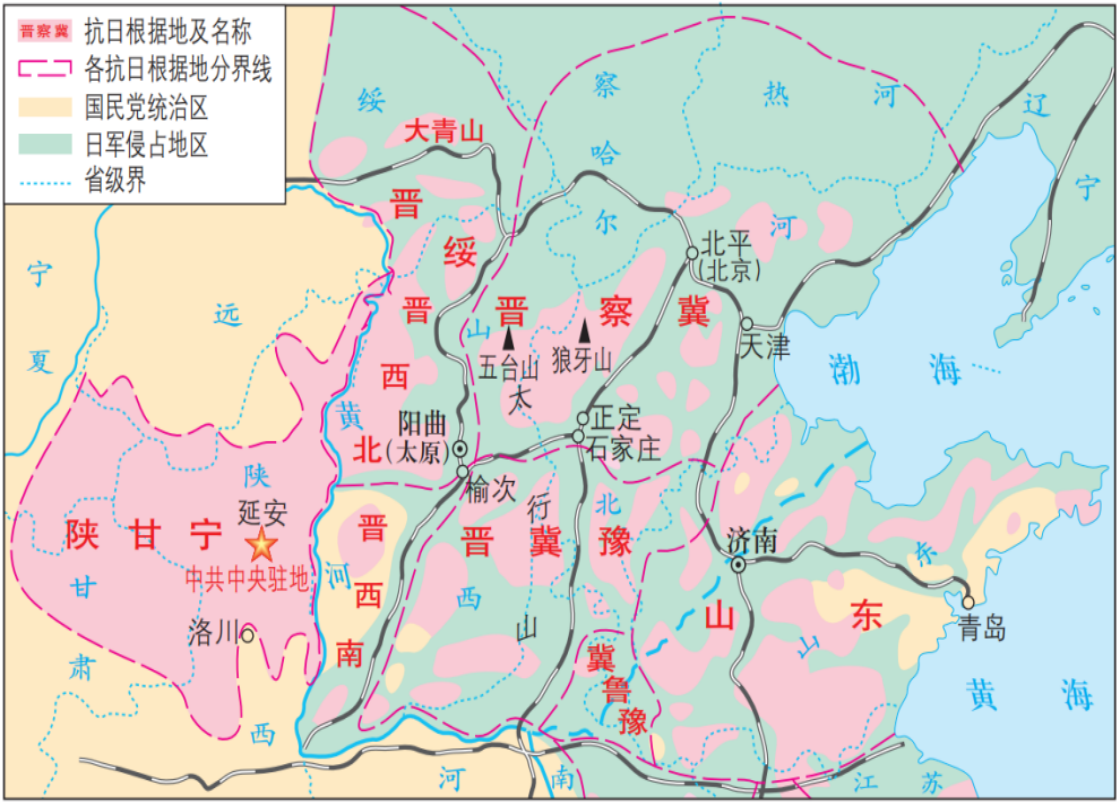 晋察冀 抗日根据地及名称
各抗日根据地分界线
国民党统治区
日军侵占地区
省级界
绥
远
察
哈
尔
热 河
河
辽
宁
大青山
晋
绥
晋
西
北
晋 察 冀
北平
(北京)
天津
山
五台山
狼牙山
太
行
山
宁
夏
渤 海
黄
河
阳曲
(太原)
正定
石家庄
榆次
陕
西
延安
陕 甘 宁
中共中央驻地
甘
肃
洛川
晋
西
南
晋 冀 豫
北
西
济南
山 东
山
东
青岛
冀
鲁
豫
黄 海
河 南
江 苏